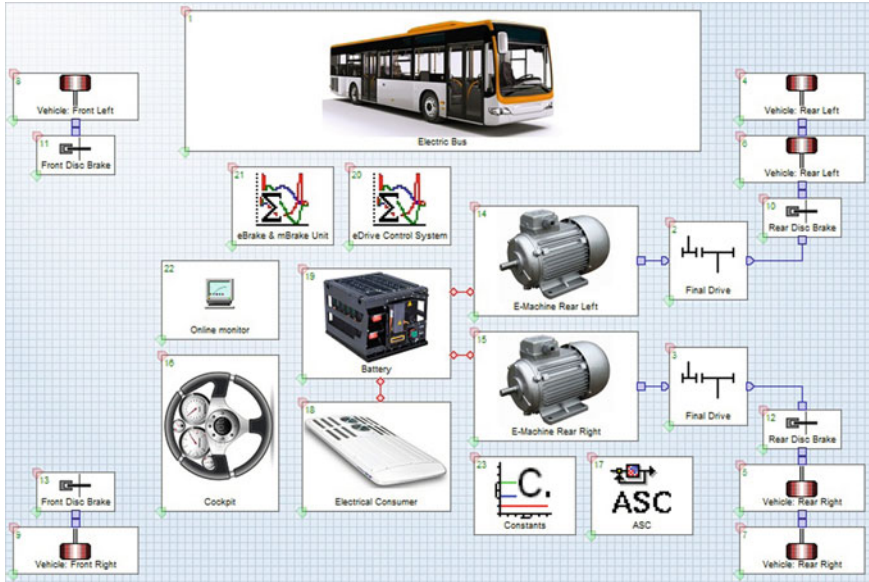 1
Electric Bus
8
Vehicle: Front Left
4
Vehicle: Rear Left
11
Front Disc Brake
6
Vehicle: Rear Left
21
eBrake & mBrake Unit
20
eDrive Control System
10
Rear Disc Brake
14
E-Machine Rear Left
2
Final Drive
22
Online monitor
19
Battery
15
E-Machine Rear Right
3
Final Drive
16
Cockpit
18
Electrical Consumer
12
Rear Disc Brake
13
Front Disc Brake
23
C.
Constants
17
ASC
ASC
5
Vehicle: Rear Right
9
Vehicle: Front Right
7
Vehicle: Rear Right